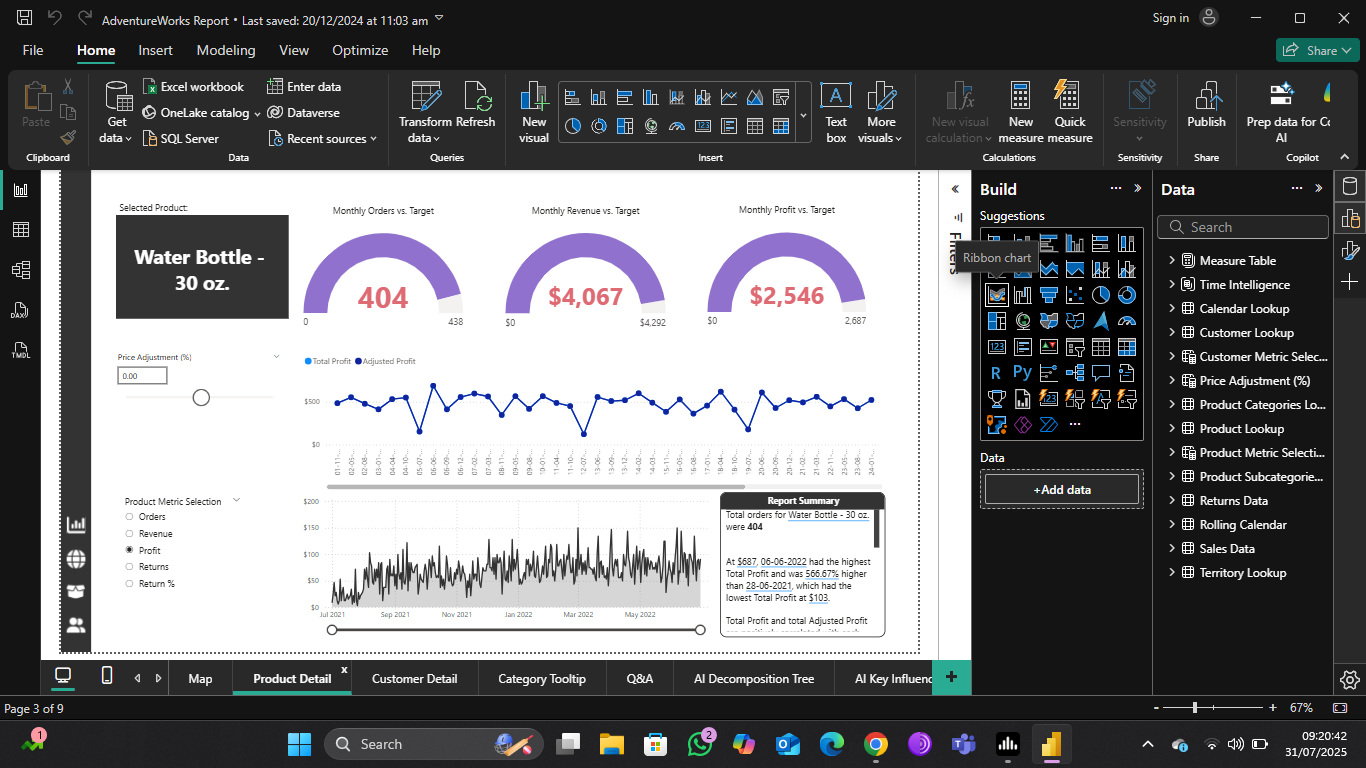 AdventureWorks Report • Last saved: 20/12/2024 at 11:03 am
Sign in
File
Home
Insert
Modeling
View
Optimize
Help
Share
Paste
Clipboard
Get data
Excel workbook
OneLake catalog
SQL Server
Enter data
Dataverse
Recent sources
Data
Transform data
Refresh
Queries
New visual
Text box
More visuals
Insert
New visual calculation
New measure
Quick measure
Calculations
Sensitivity
Sensitivity
Publish
Share
Prep data for AI
Copilot
Selected Product:
Water Bottle -
30 oz.
Monthly Orders vs. Target
404
0
438
Monthly Revenue vs. Target
$4,067
$0
$4,292
Monthly Profit vs. Target
$2,546
$0
2,687
Price Adjustment (%)
0.00
Total Profit
Adjusted Profit
$500
$0
Product Metric Selection
Orders
Revenue
Profit
Returns
Return %
$200
$150
$100
$50
$0
Jul 2021
Sep 2021
Nov 2021
Jan 2022
Mar 2022
May 2022
Report Summary
Total orders for Water Bottle - 30 oz.
were 404
At $687, 06-06-2022 had the highest
Total Profit and was 566.67% higher
than 28-06-2021, which had the
lowest Total Profit at $103.
Total Profit and total Adjusted Profit
Filters
Build
Suggestions
Ribbon chart
R
Py
Data
+Add data
Data
Search
Measure Table
Time Intelligence
Calendar Lookup
Customer Lookup
Customer Metric Selec...
Price Adjustment (%)
Product Categories Lo...
Product Lookup
Product Metric Selecti...
Product Subcategorie...
Returns Data
Rolling Calendar
Sales Data
Territory Lookup
DAX
TMDL
Map
Product Detail
x
Customer Detail
Category Tooltip
Q&A
AI Decomposition Tree
AI Key Influenc
+
Page 3 of 9
- + 67%
1
Search
2
09:20:42
31/07/2025